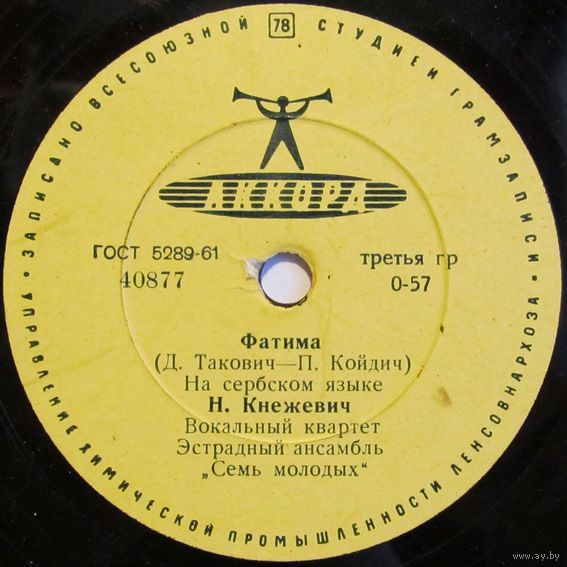 ЗАПИСАНО ВСЕСОЮЗНОЙ 78 СТУДИЕЙ ГРАМЗАПИСИ
АККОРД
ГОСТ 5289-61
40877
третья гр
0-57
Фатима
(Д. Такович—П. Койдич)
На сербском языке
Н. Кнежевич
Вокальный квартет
Эстрадный ансамбль
„Семь молодых“
УПРАВЛЕНИЕ ХИМИЧЕСКОЙ ПРОМЫШЛЕННОСТИ ЛЕНСОВНАРХОЗА
www.ay.by